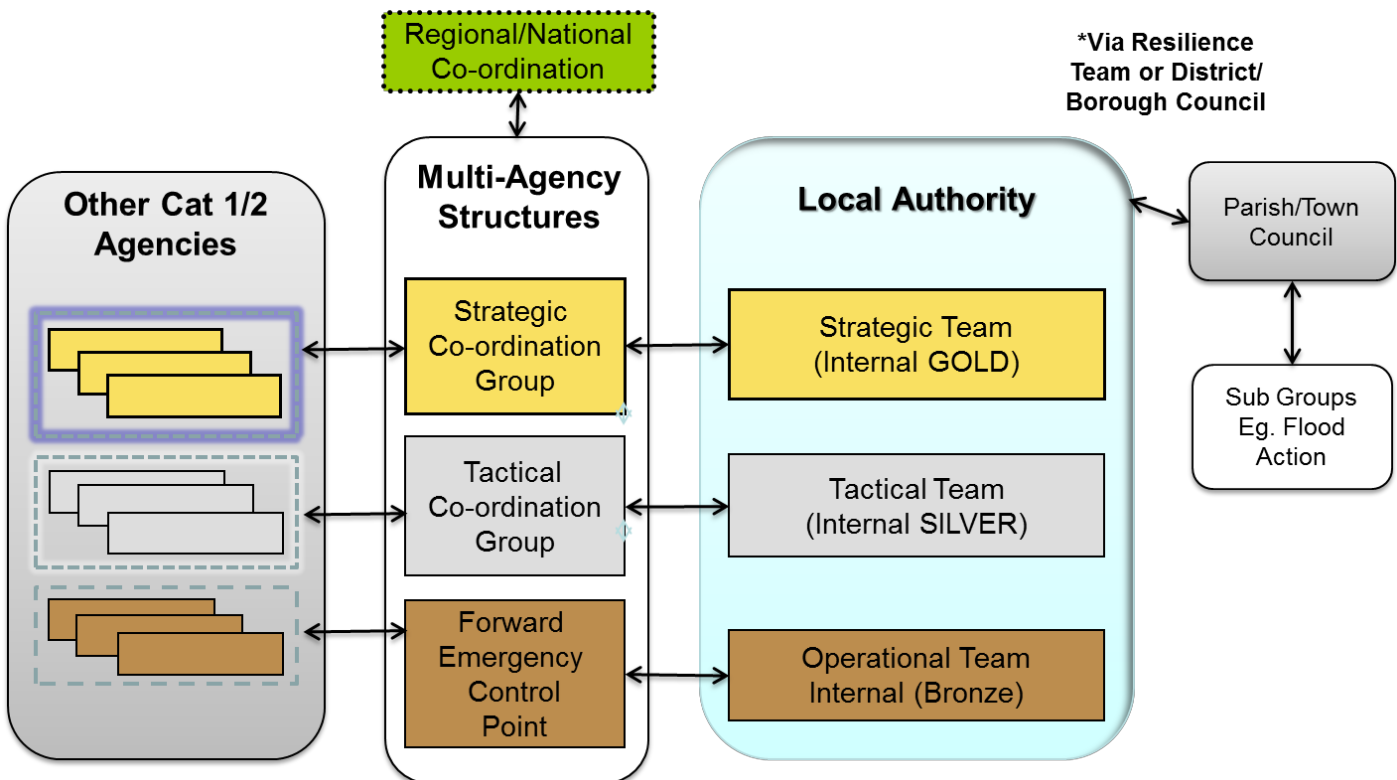 Regional/National
Co-ordination
*Via Resilience
Team or District/
Borough Council
Other Cat 1/2
Agencies
Multi-Agency
Structures
Strategic
Co-ordination
Group
Tactical
Co-ordination
Group
Forward
Emergency
Control
Point
Local Authority
Strategic Team
(Internal GOLD)
Tactical Team
(Internal SILVER)
Operational Team
Internal (Bronze)
Parish/Town
Council
Sub Groups
Eg. Flood
Action